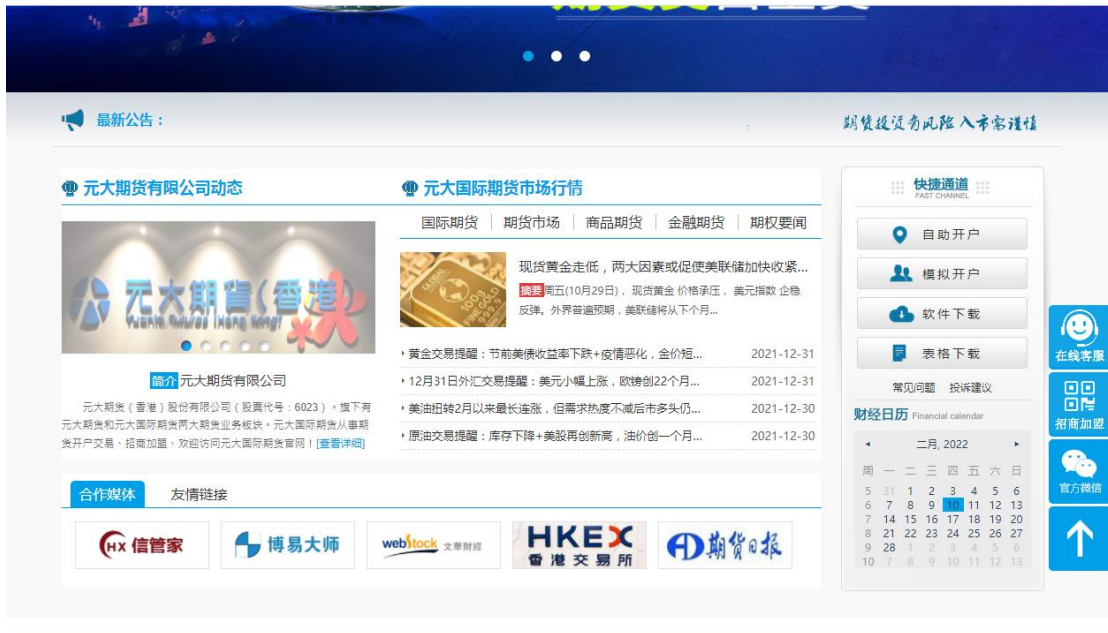 最新公告：
期货投资有风险 入市需谨慎
元大期货有限公司动态
元大期貨(香港)
Yuanta Futures (Hong Kong)
简介 元大期货有限公司
元大期货（香港）股份有限公司（股票代号：6023），旗下有
元大期货和元大国际期货两大期货业务板块。元大国际期货从事期
货开户交易、招商加盟、欢迎访问元大国际期货官网！[查看详细]
元大国际期货市场行情
国际期货 期货市场 商品期货 金融期货 期权要闻
现货黄金走低，两大因素或促使美联储加快收紧...
摘要 周五(10月29日)，现货黄金 价格承压， 美元指数 企稳
反弹。外界普遍预期，美联储将从下个月...
黄金交易提醒：节前美债收益率下跌+疫情恶化，金价短... 2021-12-31
12月31日外汇交易提醒：美元小幅上涨，欧镑创22个月... 2021-12-31
美油扭转2月以来最长连涨，但需求热度不减后市多头仍... 2021-12-30
原油交易提醒：库存下降+美股再创新高，油价创一个月... 2021-12-30
合作媒体 友情链接
HX 信管家
博易大师
webstock 文華财經
HKEX
香港交易所
期货日报
快捷通道
FAST CHANNEL
自助开户
模拟开户
软件下载
表格下载
常见问题 投诉建议
财经日历 Financial calendar
◂ 二月, 2022 ▸
周 一 二 三 四 五 六 日
5 31 1 2 3 4 5 6
6 7 8 9 10 11 12 13
7 14 15 16 17 18 19 20
8 21 22 23 24 25 26 27
9 28 1 2 3 4 5 6
10 7 8 9 10 11 12 13
在线客服
招商加盟
官方微信